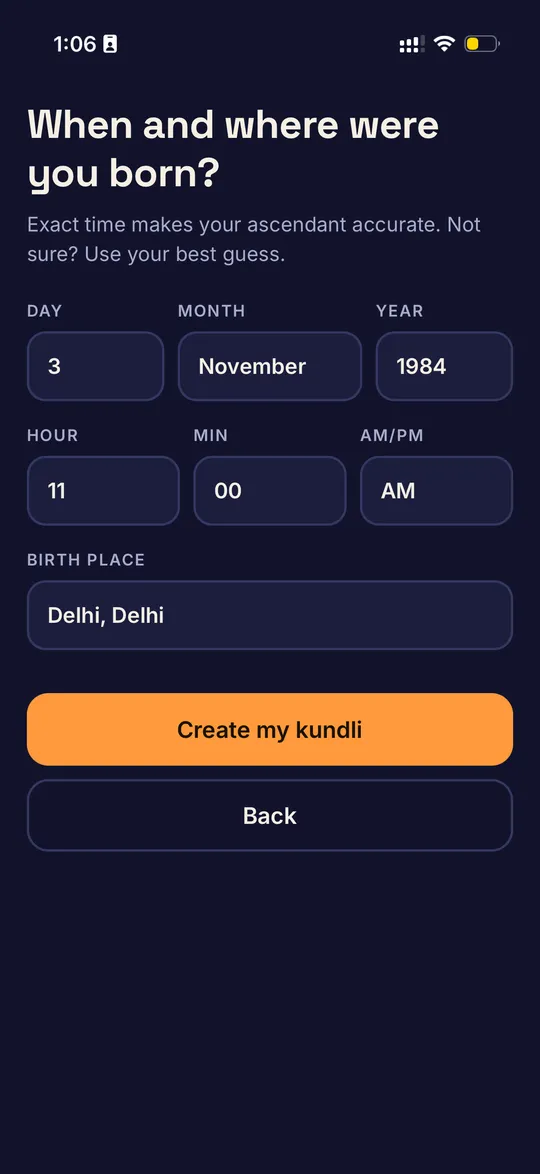 1:06
When and where were
you born?
Exact time makes your ascendant accurate. Not
sure? Use your best guess.
DAY MONTH YEAR
3 November 1984
HOUR MIN AM/PM
11 00 AM
BIRTH PLACE
Delhi, Delhi
Create my kundli
Back